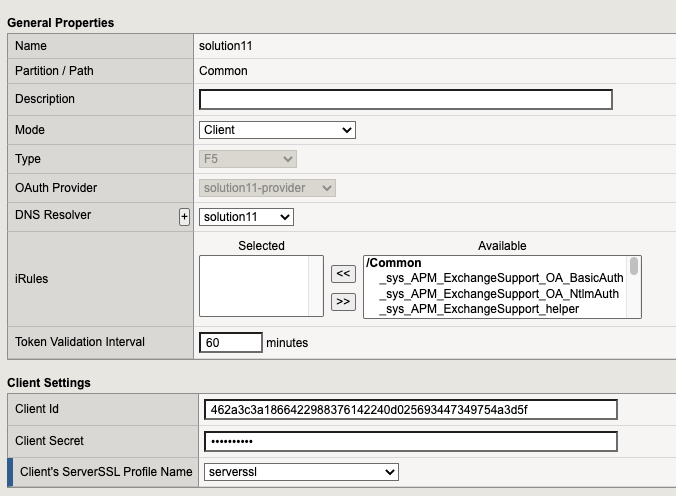 General Properties
Name solution11
Partition / Path Common
Description
Mode Client
Type F5
OAuth Provider solution11-provider
DNS Resolver + solution11
Selected Available
iRules << >> /Common
_sys_APM_ExchangeSupport_OA_BasicAuth
_sys_APM_ExchangeSupport_OA_NtlmAuth
_sys_APM_ExchangeSupport_helper
Token Validation Interval 60 minutes
Client Settings
Client Id 462a3c3a1866422988376142240d025693447349754a3d5f
Client Secret ••••••••••
Client's ServerSSL Profile Name serverssl